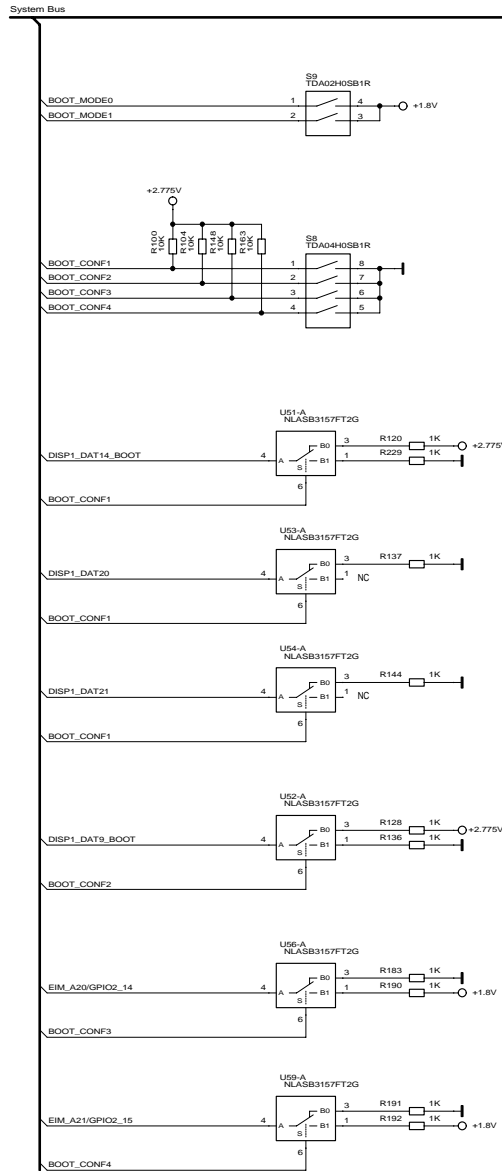 System Bus
S9
TDA02H0SB1R
BOOT_MODE0 1 4 +1.8V
BOOT_MODE1 2 3
+2.775V
R100 10K
R104 10K
R148 10K
R163 10K
S8
TDA04H0SB1R
BOOT_CONF1 1 8
BOOT_CONF2 2 7
BOOT_CONF3 3 6
BOOT_CONF4 4 5
U51-A
NLASB3157FT2G
B0 3 R120 1K +2.775V
DISP1_DAT14_BOOT 4 A B1 1 R229 1K
S
6
BOOT_CONF1
U53-A
NLASB3157FT2G
B0 3 R137 1K
DISP1_DAT20 4 A B1 1 NC
S
6
BOOT_CONF1
U54-A
NLASB3157FT2G
B0 3 R144 1K
DISP1_DAT21 4 A B1 1 NC
S
6
BOOT_CONF1
U52-A
NLASB3157FT2G
B0 3 R128 1K +2.775V
DISP1_DAT9_BOOT 4 A B1 1 R136 1K
S
6
BOOT_CONF2
U56-A
NLASB3157FT2G
B0 3 R183 1K
EIM_A20/GPIO2_14 4 A B1 1 R190 1K +1.8V
S
6
BOOT_CONF3
U59-A
NLASB3157FT2G
B0 3 R191 1K
EIM_A21/GPIO2_15 4 A B1 1 R192 1K +1.8V
S
6
BOOT_CONF4